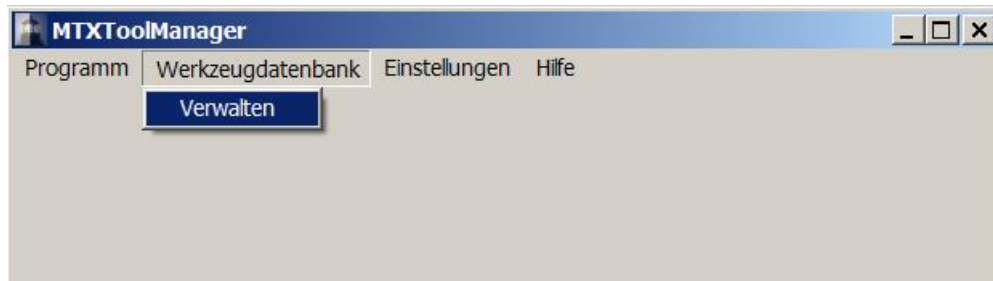 MTXToolManager
Programm Werkzeugdatenbank Einstellungen Hilfe
Verwalten